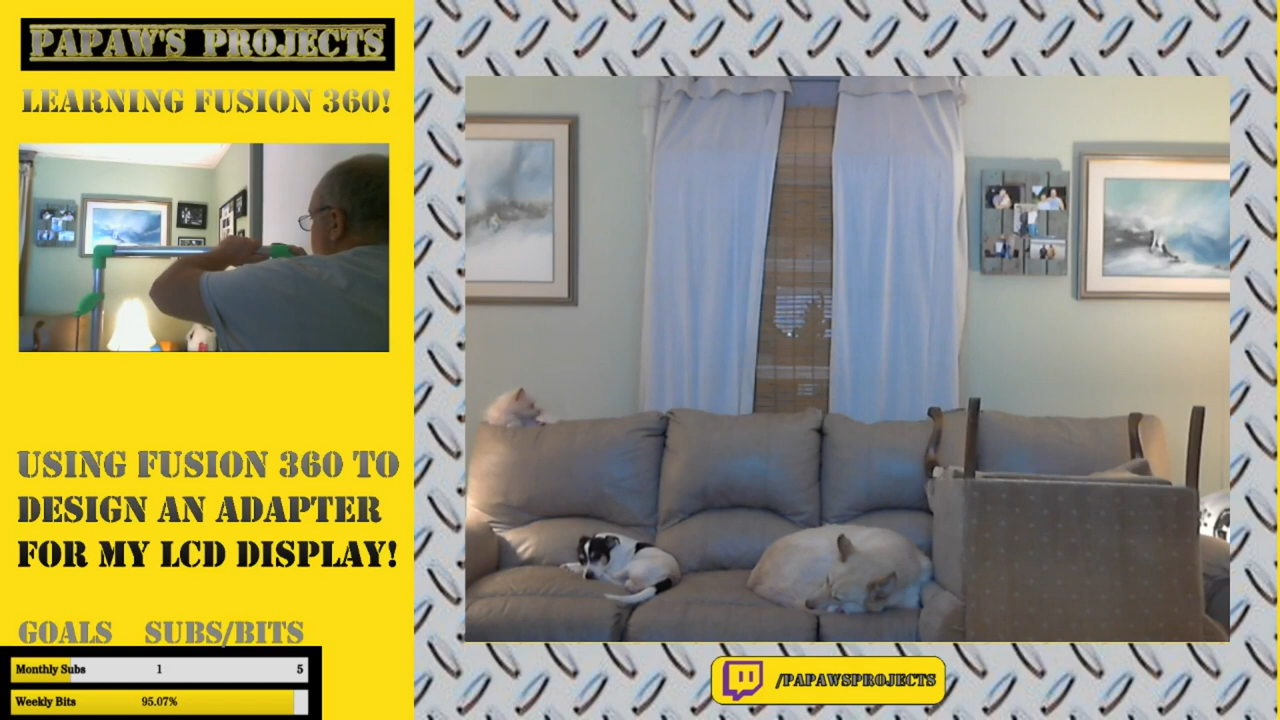 PAPAW'S PROJECTS
LEARNING FUSION 360!
USING FUSION 360 TO
DESIGN AN ADAPTER
FOR MY LCD DISPLAY!
GOALS SUBS/BITS
Monthly Subs 1 5
Weekly Bits 95.07%
/PAPAWSPROJECTS